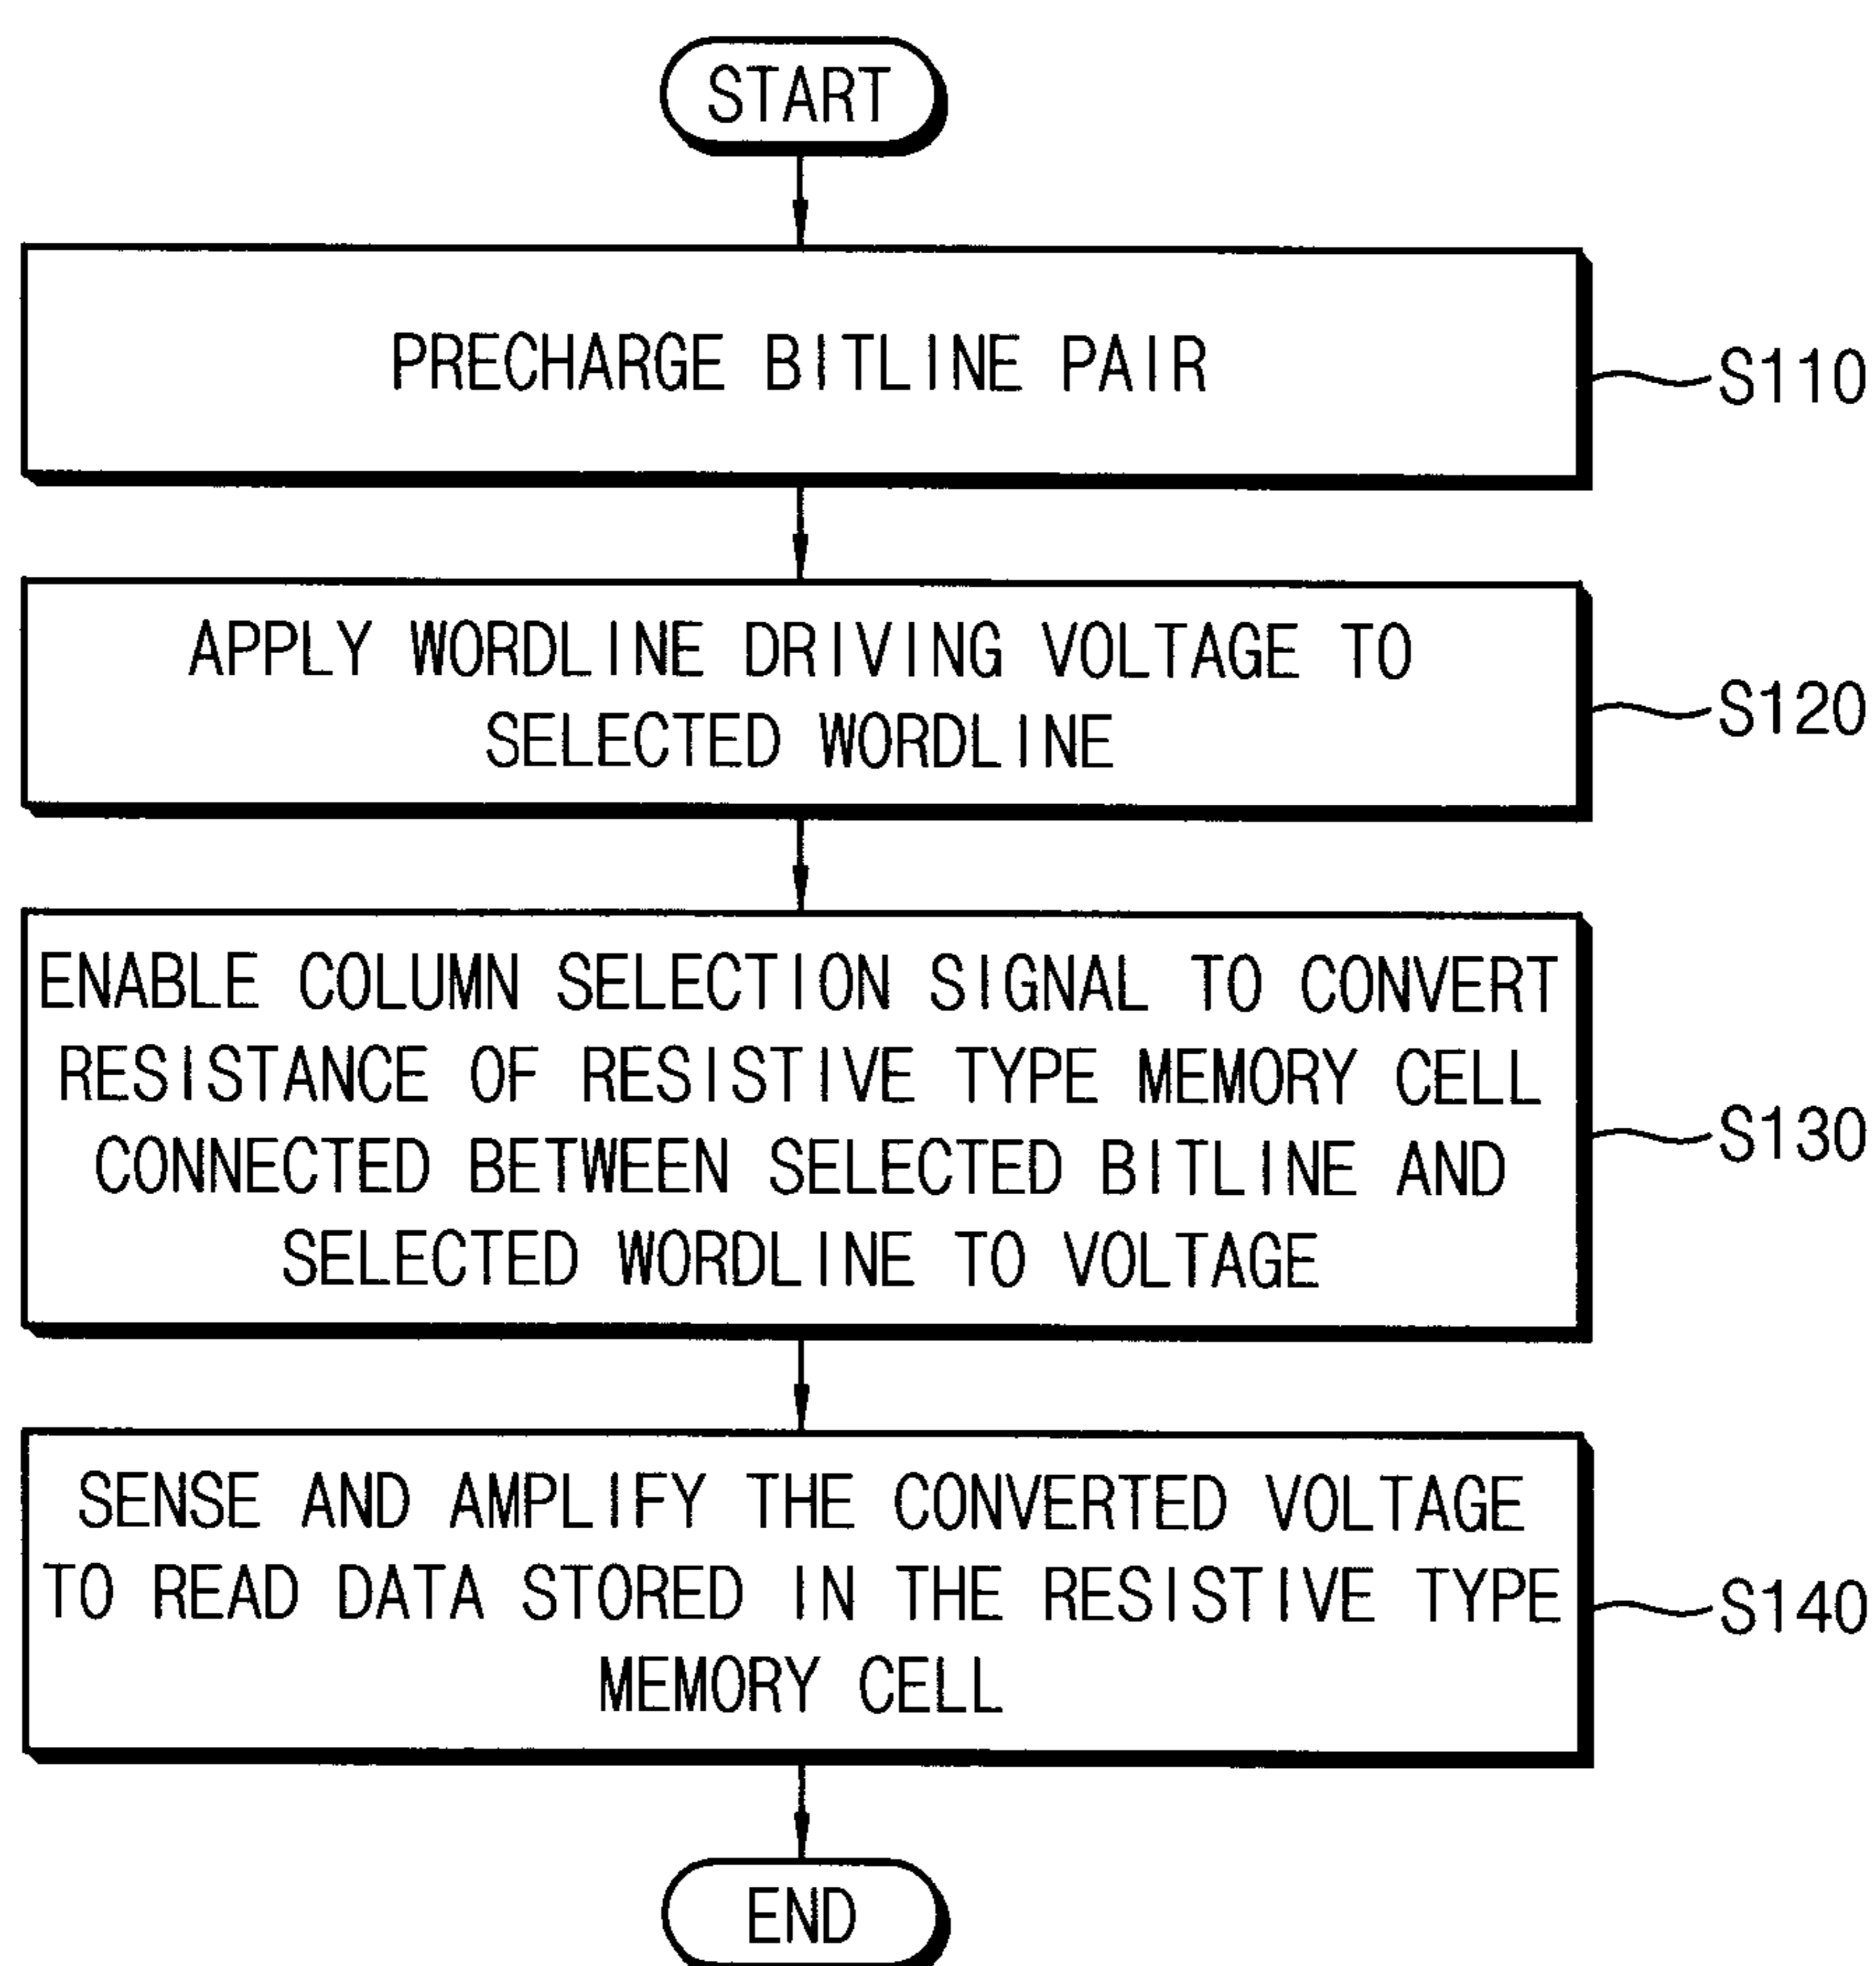 START
PRECHARGE BITLINE PAIR
S110
APPLY WORDLINE DRIVING VOLTAGE TO
SELECTED WORDLINE
S120
ENABLE COLUMN SELECTION SIGNAL TO CONVERT
RESISTANCE OF RESISTIVE TYPE MEMORY CELL
CONNECTED BETWEEN SELECTED BITLINE AND
SELECTED WORDLINE TO VOLTAGE
S130
SENSE AND AMPLIFY THE CONVERTED VOLTAGE
TO READ DATA STORED IN THE RESISTIVE TYPE
MEMORY CELL
S140
END